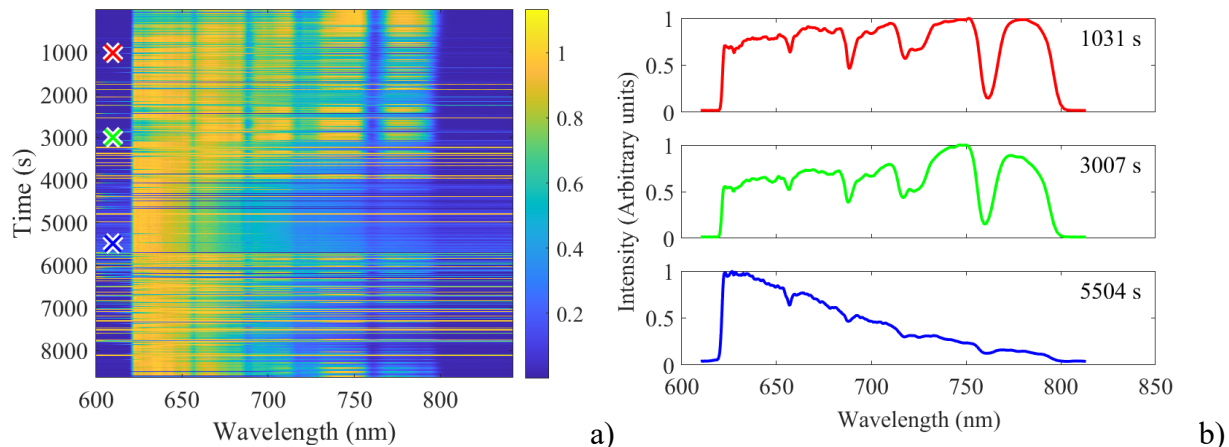 1000
2000
3000
4000
5000
6000
7000
8000
Time (s)
600 650 700 750 800
Wavelength (nm)
1
0.8
0.6
0.4
0.2
a)
1
0.5
0
1031 s
1
0.5
0
3007 s
1
0.5
0
5504 s
Intensity (Arbitrary units)
600 650 700 750 800 850
Wavelength (nm)
b)